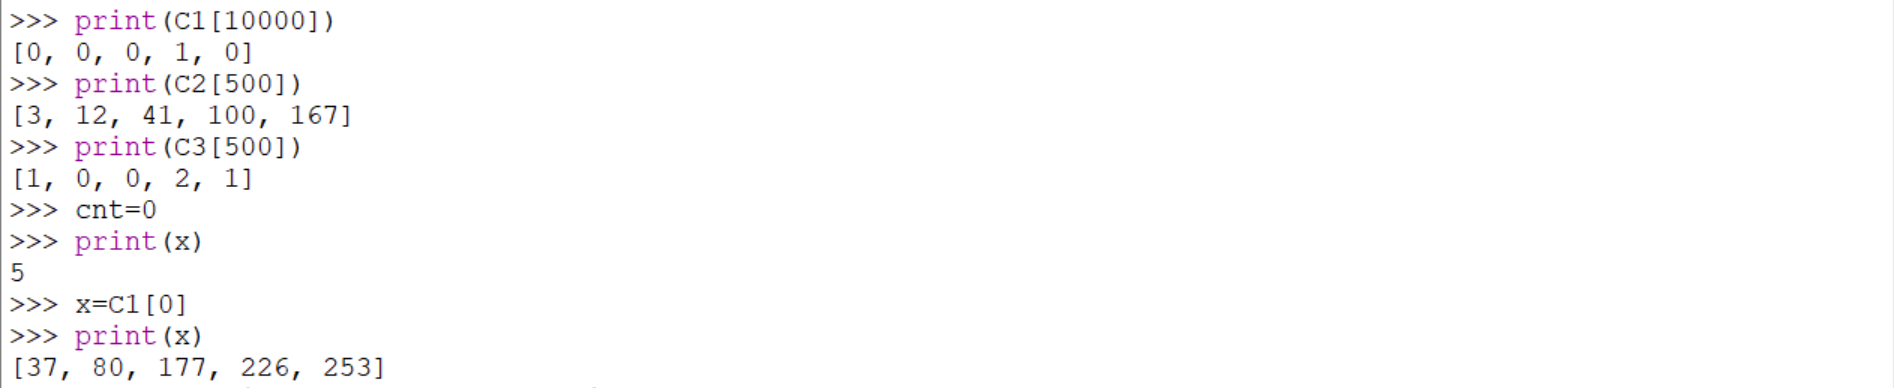 >>> print(C1[10000])
[0, 0, 0, 1, 0]
>>> print(C2[500])
[3, 12, 41, 100, 167]
>>> print(C3[500])
[1, 0, 0, 2, 1]
>>> cnt=0
>>> print(x)
5
>>> x=C1[0]
>>> print(x)
[37, 80, 177, 226, 253]